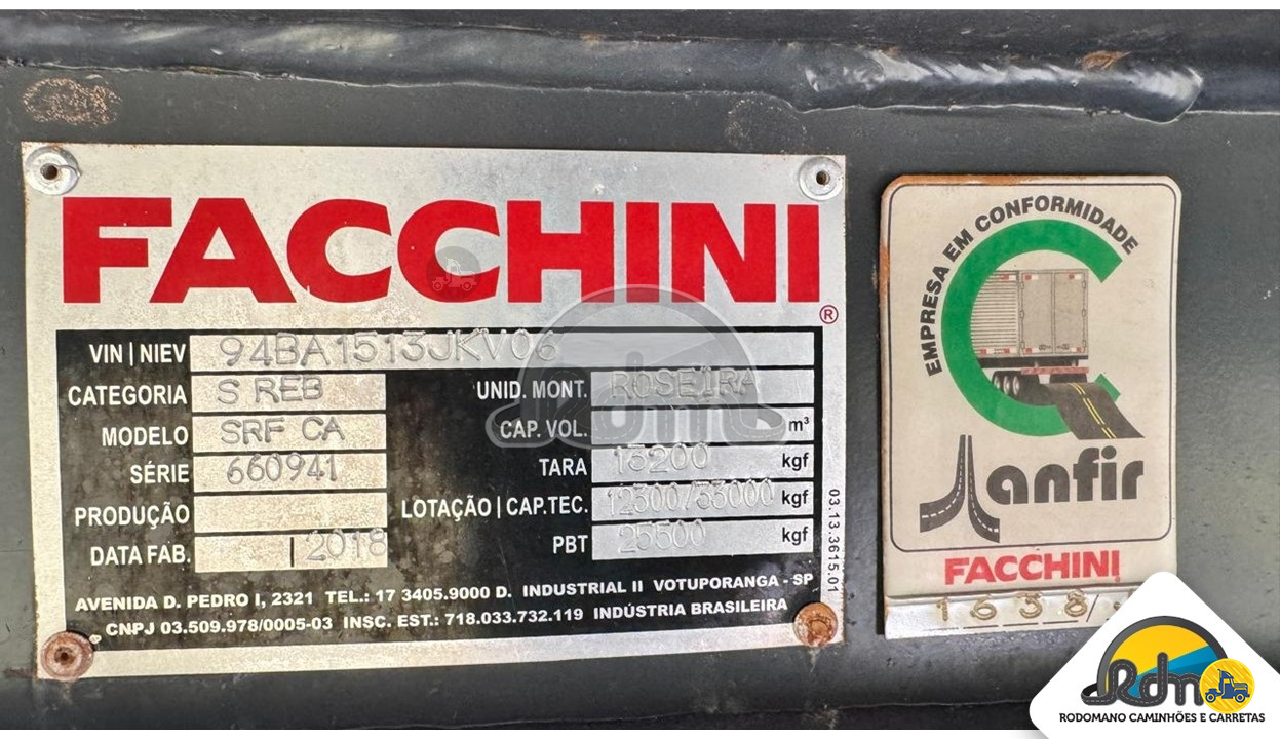 FACCHINI®
VIN | NIEV 94BA1513JKV06
CATEGORIA S REB
UNID. MONT. ROSEIRA
MODELO SRF CA
CAP. VOL. m³
SÉRIE 660941
TARA 15200 kgf
PRODUÇÃO
LOTAÇÃO | CAP.TEC. kgf
DATA FAB. | 2018
PBT 25500 kgf
AVENIDA D. PEDRO I, 2321 TEL.: 17 3405.9000 D. INDUSTRIAL II VOTUPORANGA - SP
CNPJ 03.509.978/0005-03 INSC. EST.: 718.033.732.119 INDÚSTRIA BRASILEIRA
03.13.3615.01
EMPRESA EM CONFORMIDADE
anfir
FACCHINI
1638/
rdm
rdm
RODOMANO CAMINHÕES E CARRETAS